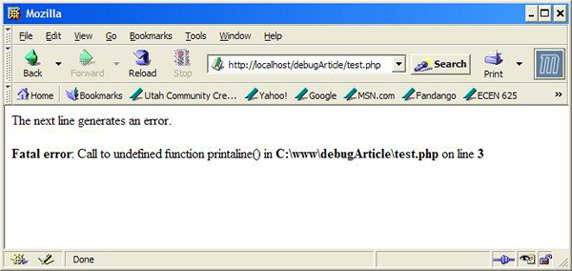 Mozilla
File Edit View Go Bookmarks Tools Window Help
Back Forward Reload Stop http://localhost/debugArticle/test.php Search Print
Home Bookmarks Utah Community Cre... Yahoo! Google MSN.com Fandango ECEN 625 »
The next line generates an error.
Fatal error: Call to undefined function printaline() in C:\www\debugArticle\test.php on line 3
Done